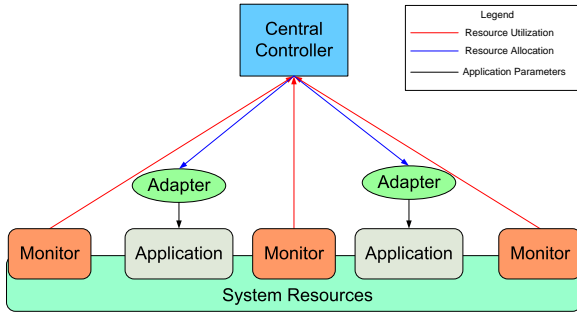 Central
Controller
Legend
Resource Utilization
Resource Allocation
Application Parameters
Adapter
Adapter
Monitor
Application
Monitor
Application
Monitor
System Resources